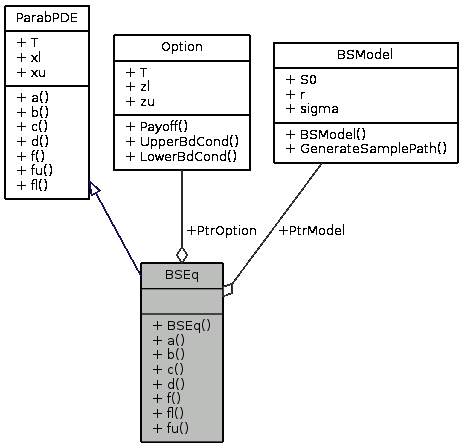 ParabPDE
+ T
+ xl
+ xu
+ a()
+ b()
+ c()
+ d()
+ f()
+ fu()
+ fl()
Option
+ T
+ zl
+ zu
+ Payoff()
+ UpperBdCond()
+ LowerBdCond()
BSModel
+ S0
+ r
+ sigma
+ BSModel()
+ GenerateSamplePath()
+PtrOption
+PtrModel
BSEq
+ BSEq()
+ a()
+ b()
+ c()
+ d()
+ f()
+ fl()
+ fu()